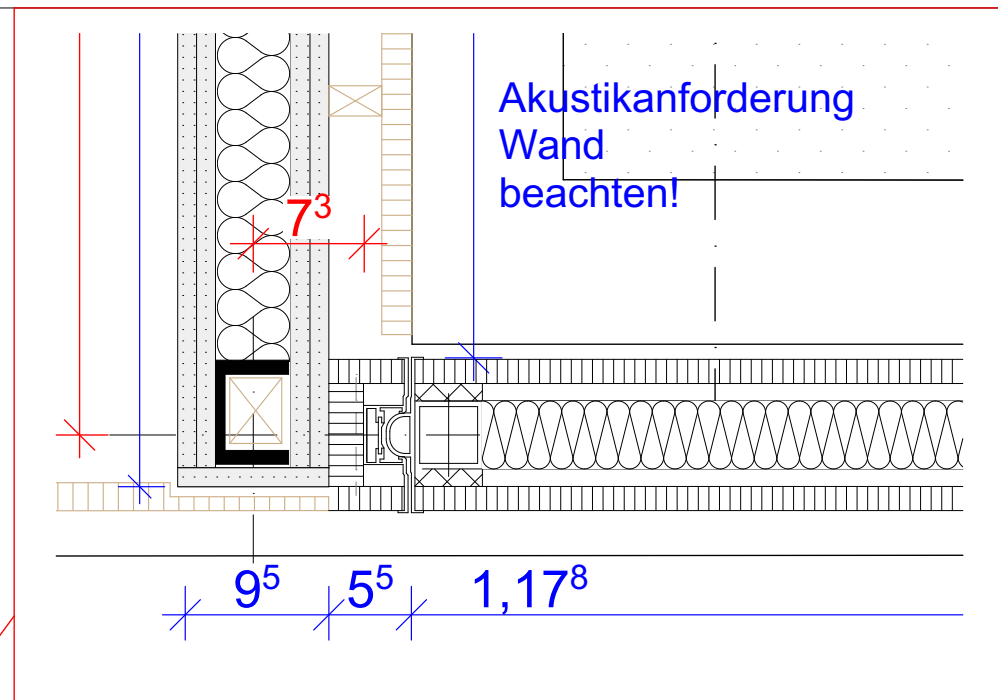 Akustikanforderung
Wand
beachten!
7³
9⁵ 5⁵ 1,17⁸